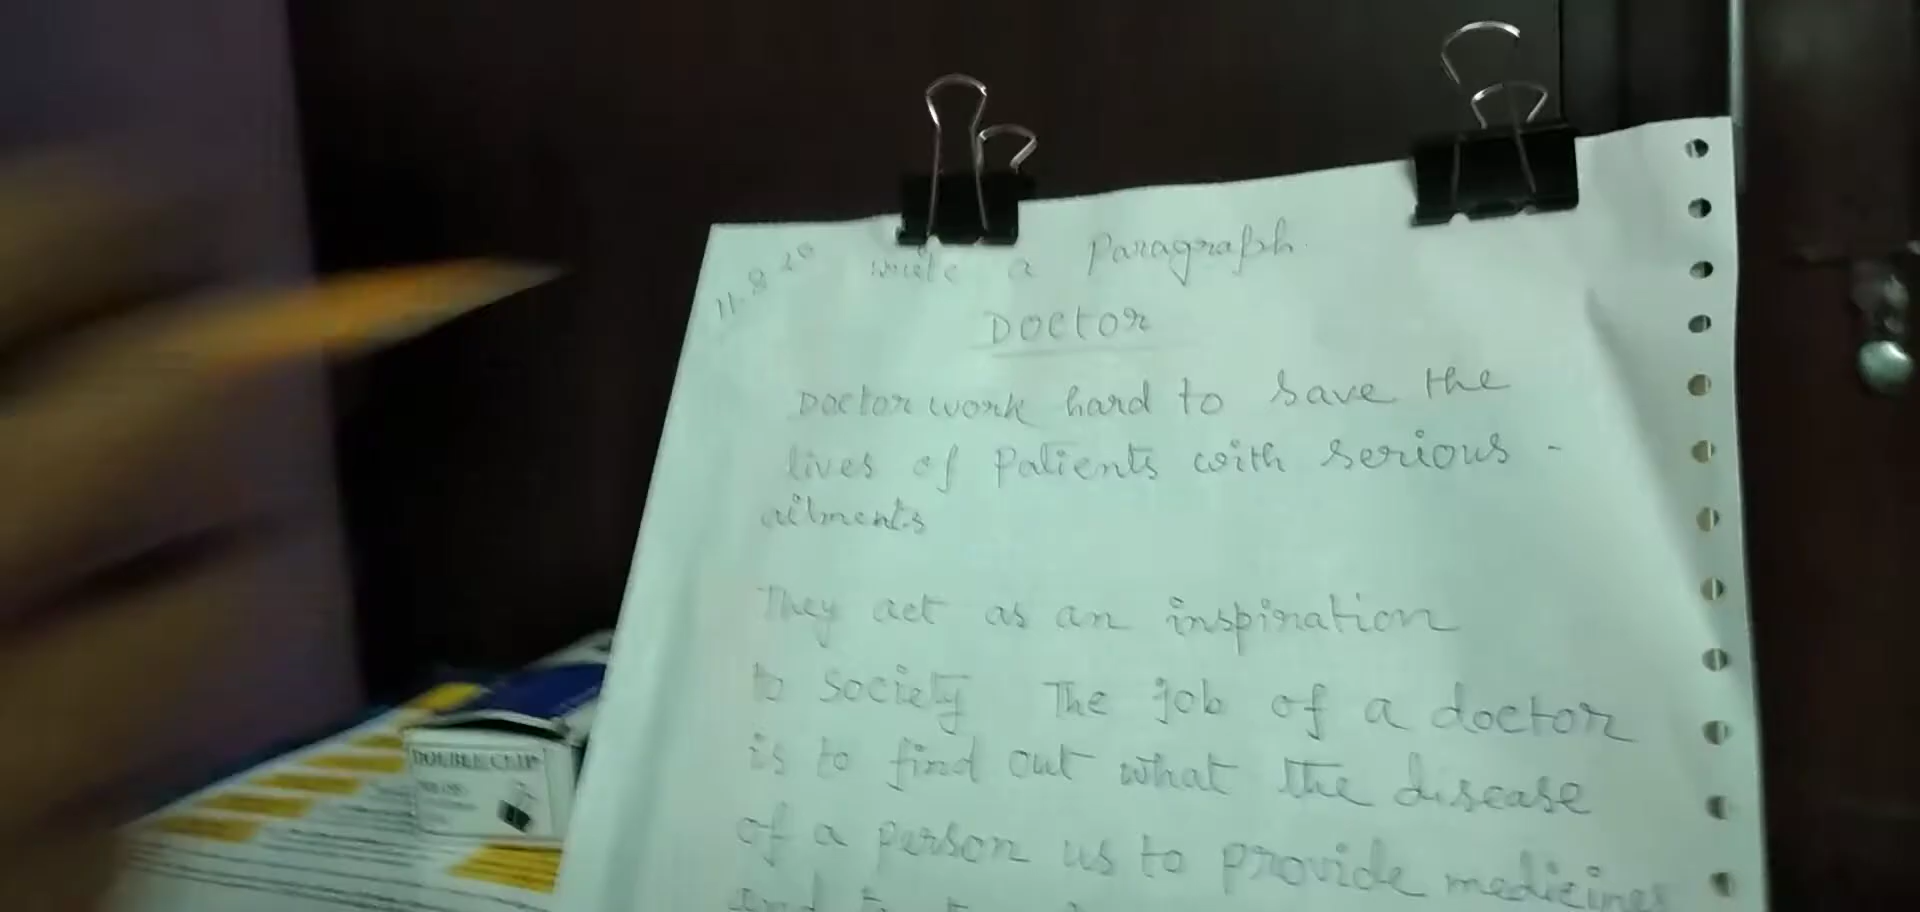 11.8.20 write a Paragraph.
DOCTOR
Doctor work hard to save the
lives of Patients with serious -
ailments
They act as an inspiration
to society The job of a doctor
is to find out what the disease
of a person us to provide medicines
DOUBLE CLIP